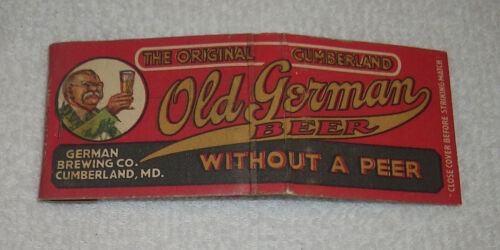 THE ORIGINAL CUMBERLAND
Old German
BEER
WITHOUT A PEER
GERMAN
BREWING CO.
CUMBERLAND, MD.
- CLOSE COVER BEFORE STRIKING MATCH